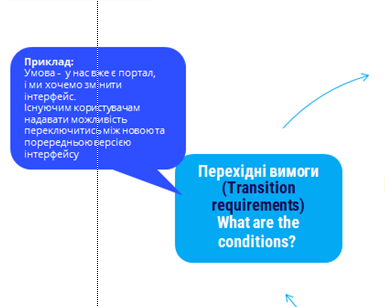 Приклад:
Умова – у нас вже є портал,
і ми хочемо змінити
інтерфейс.
Існуючим користувачам
надавати можливість
переключитись між новою та
поререdньою версією
інтерфейсу
Перехідні вимоги
(Transition
requirements)
What are the
conditions?